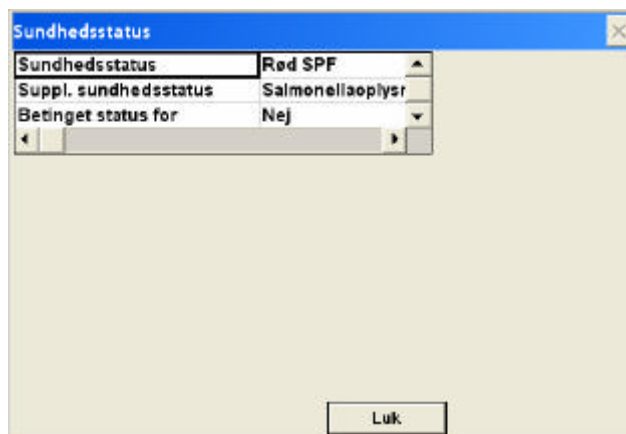 Sundhedsstatus
Sundhedsstatus Rød SPF
Suppl. sundhedsstatus Salmonellaoplysr
Betinget status for Nej
Luk